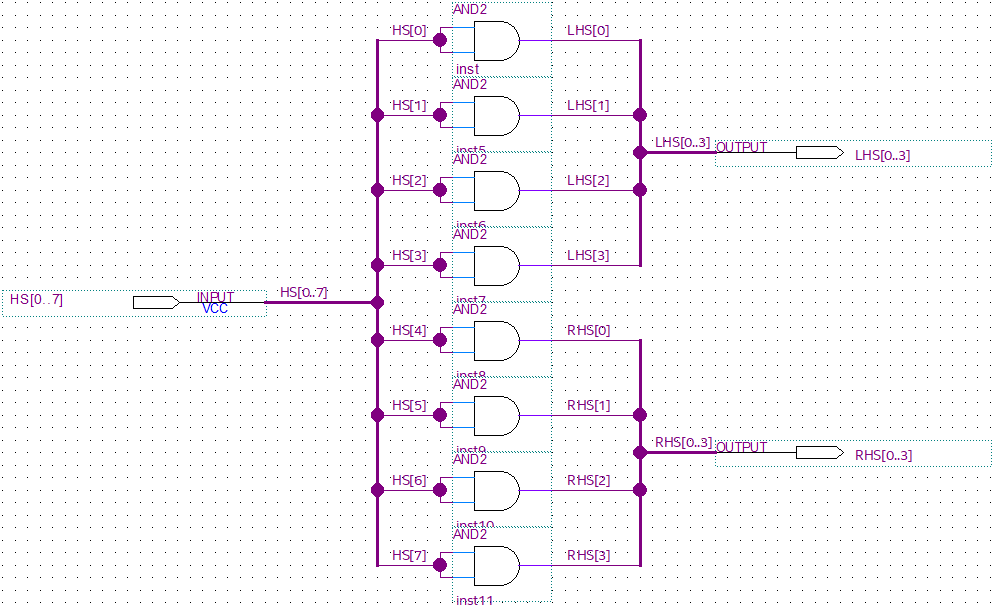 AND2
HS[0] LHS[0]
inst
AND2
HS[1] LHS[1]
inst5
LHS[0..3] OUTPUT LHS[0..3]
AND2
HS[2] LHS[2]
inst6
AND2
HS[3] LHS[3]
inst7
HS[0..7] INPUT VCC HS[0..7]
AND2
HS[4] RHS[0]
inst8
AND2
HS[5] RHS[1]
inst9
RHS[0..3] OUTPUT RHS[0..3]
AND2
HS[6] RHS[2]
inst10
AND2
HS[7] RHS[3]
inst11